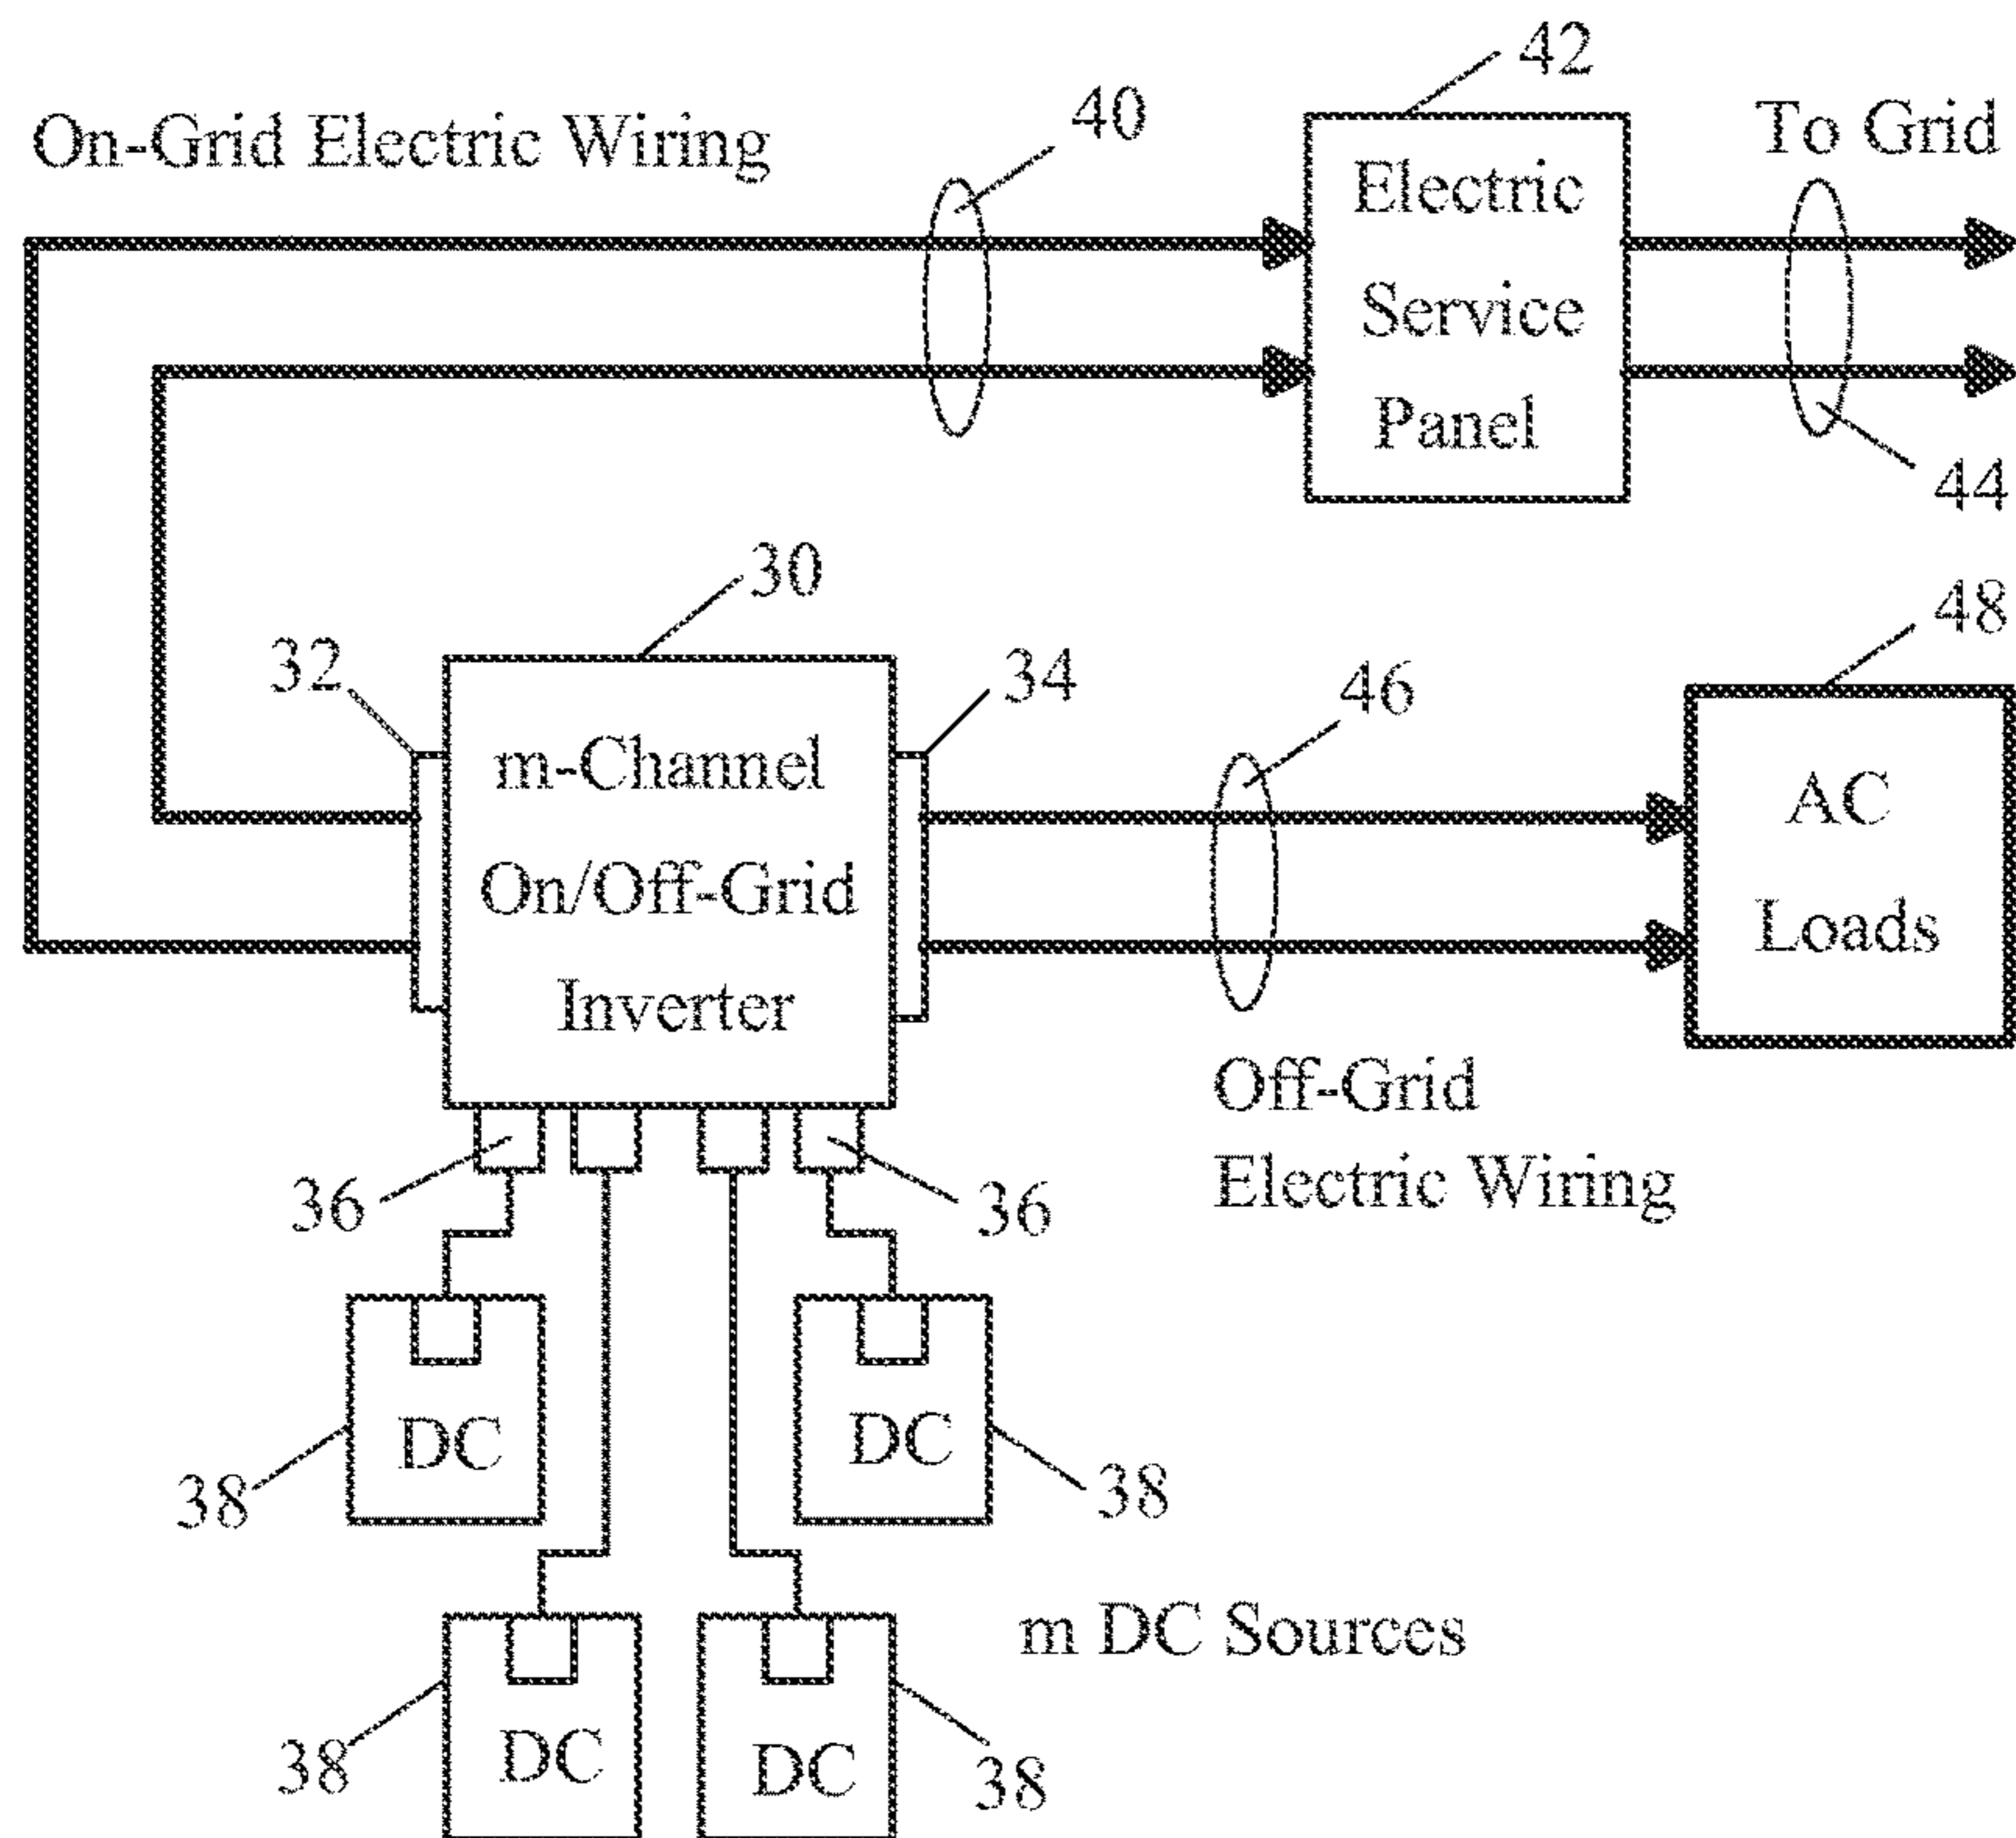 42
40
On-Grid Electric Wiring
To Grid
Electric
Service
Panel
44
30
48
32
34
46
m-Channel
On/Off-Grid
Inverter
AC
Loads
Off-Grid
Electric Wiring
36
36
DC
DC
38
38
m DC Sources
DC
DC
38
38